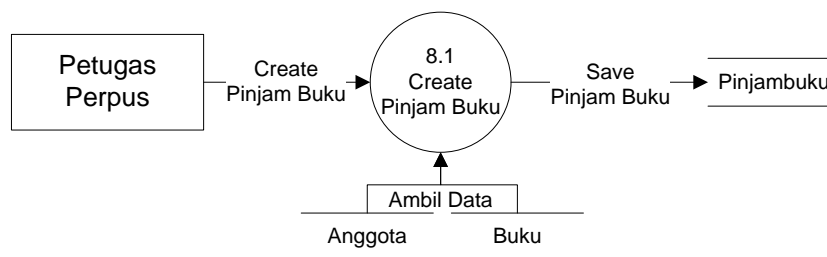 Petugas
Perpus
Create
Pinjam Buku
8.1
Create
Pinjam Buku
Save
Pinjam Buku
Pinjambuku
Ambil Data
Anggota
Buku